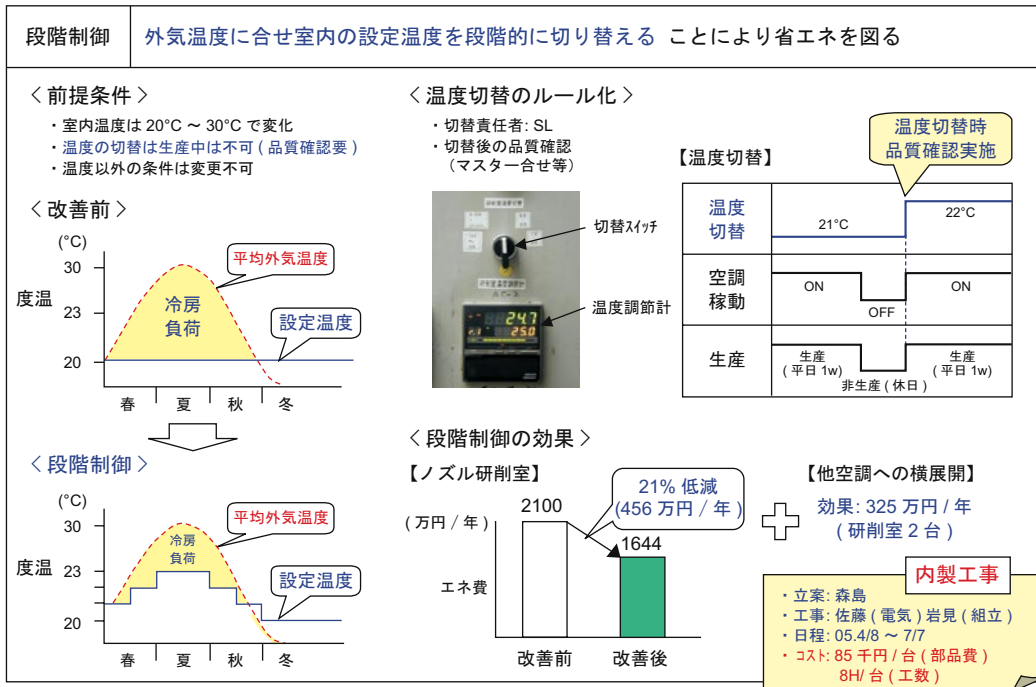 段階制御
外気温度に合せ室内の設定温度を段階的に切り替える ことにより省エネを図る
〈 前提条件 〉
・室内温度は 20°C ~ 30°C で変化
・温度の切替は生産中は不可 ( 品質確認要 )
・温度以外の条件は変更不可
〈 改善前 〉
(°C)
30
度温
23
20
平均外気温度
冷房
負荷
設定温度
春 夏 秋 冬
〈 段階制御 〉
(°C)
30
度温
23
20
平均外気温度
冷房
負荷
設定温度
春 夏 秋 冬
〈 温度切替のルール化 〉
・切替責任者: SL
・切替後の品質確認
（マスター合せ等）
切替スイッチ
温度調節計
24.7
25.0
【温度切替】
温度切替時
品質確認実施
温度
切替
21°C
22°C
空調
稼動
ON
OFF
ON
生産
生産
( 平日 1w)
非生産 ( 休日 )
生産
( 平日 1w)
〈 段階制御の効果 〉
【ノズル研削室】
( 万円 / 年 )
エネ費
2100
21% 低減
(456 万円 / 年 )
1644
改善前
改善後
【他空調への横展開】
効果: 325 万円 / 年
( 研削室 2 台 )
内製工事
・立案: 森島
・工事: 佐藤 ( 電気 ) 岩見 ( 組立 )
・日程: 05.4/8 ~ 7/7
・コスト: 85 千円 / 台 ( 部品費 )
8H/ 台 ( 工数 )